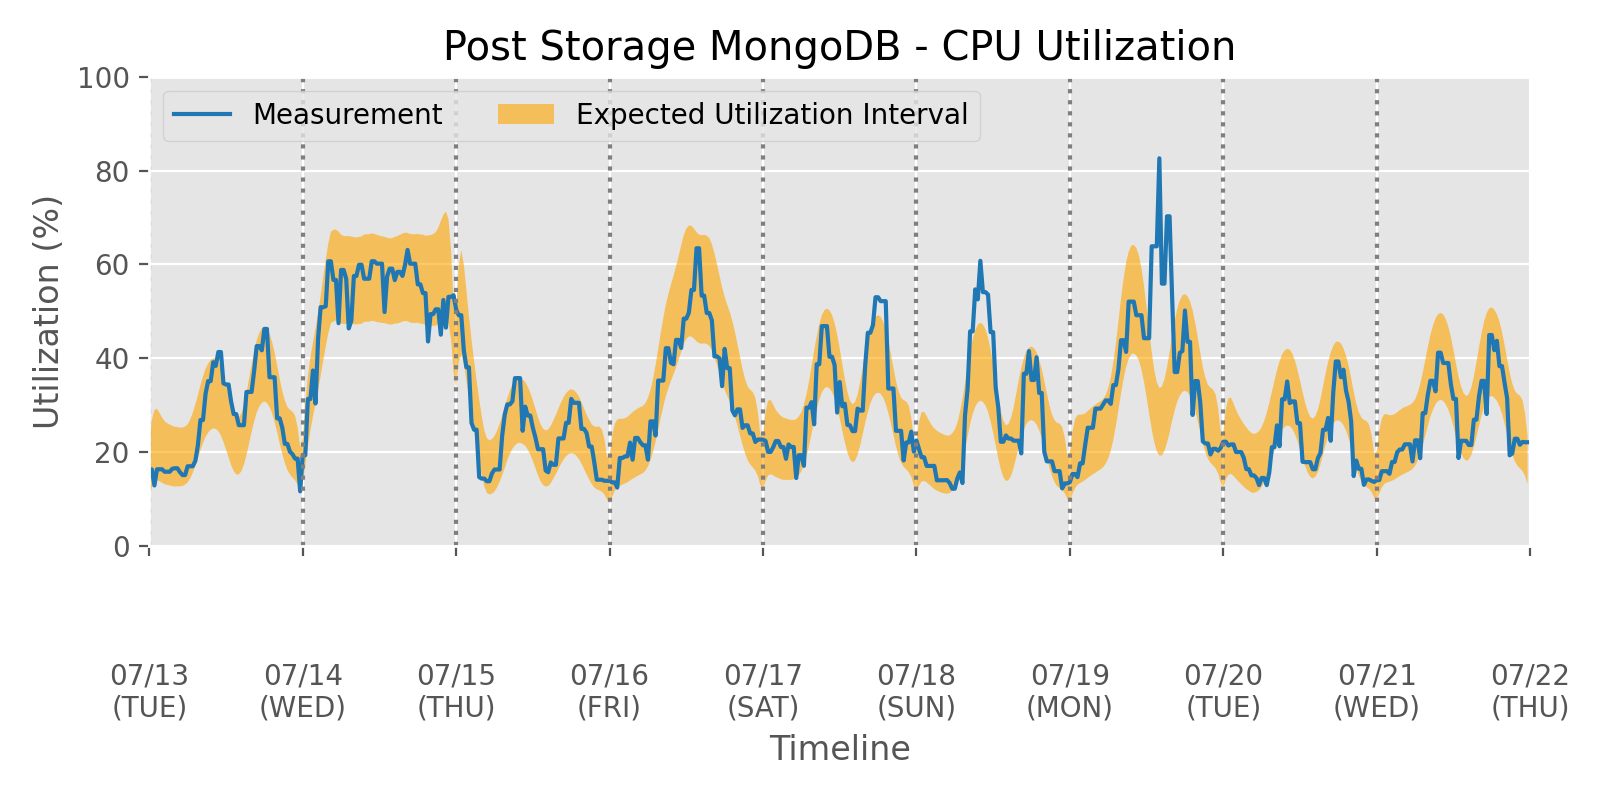 Post Storage MongoDB - CPU Utilization
Measurement
Expected Utilization Interval
Utilization (%)
100
80
60
40
20
0
07/13 07/14 07/15 07/16 07/17 07/18 07/19 07/20 07/21 07/22
(TUE) (WED) (THU) (FRI) (SAT) (SUN) (MON) (TUE) (WED) (THU)
Timeline